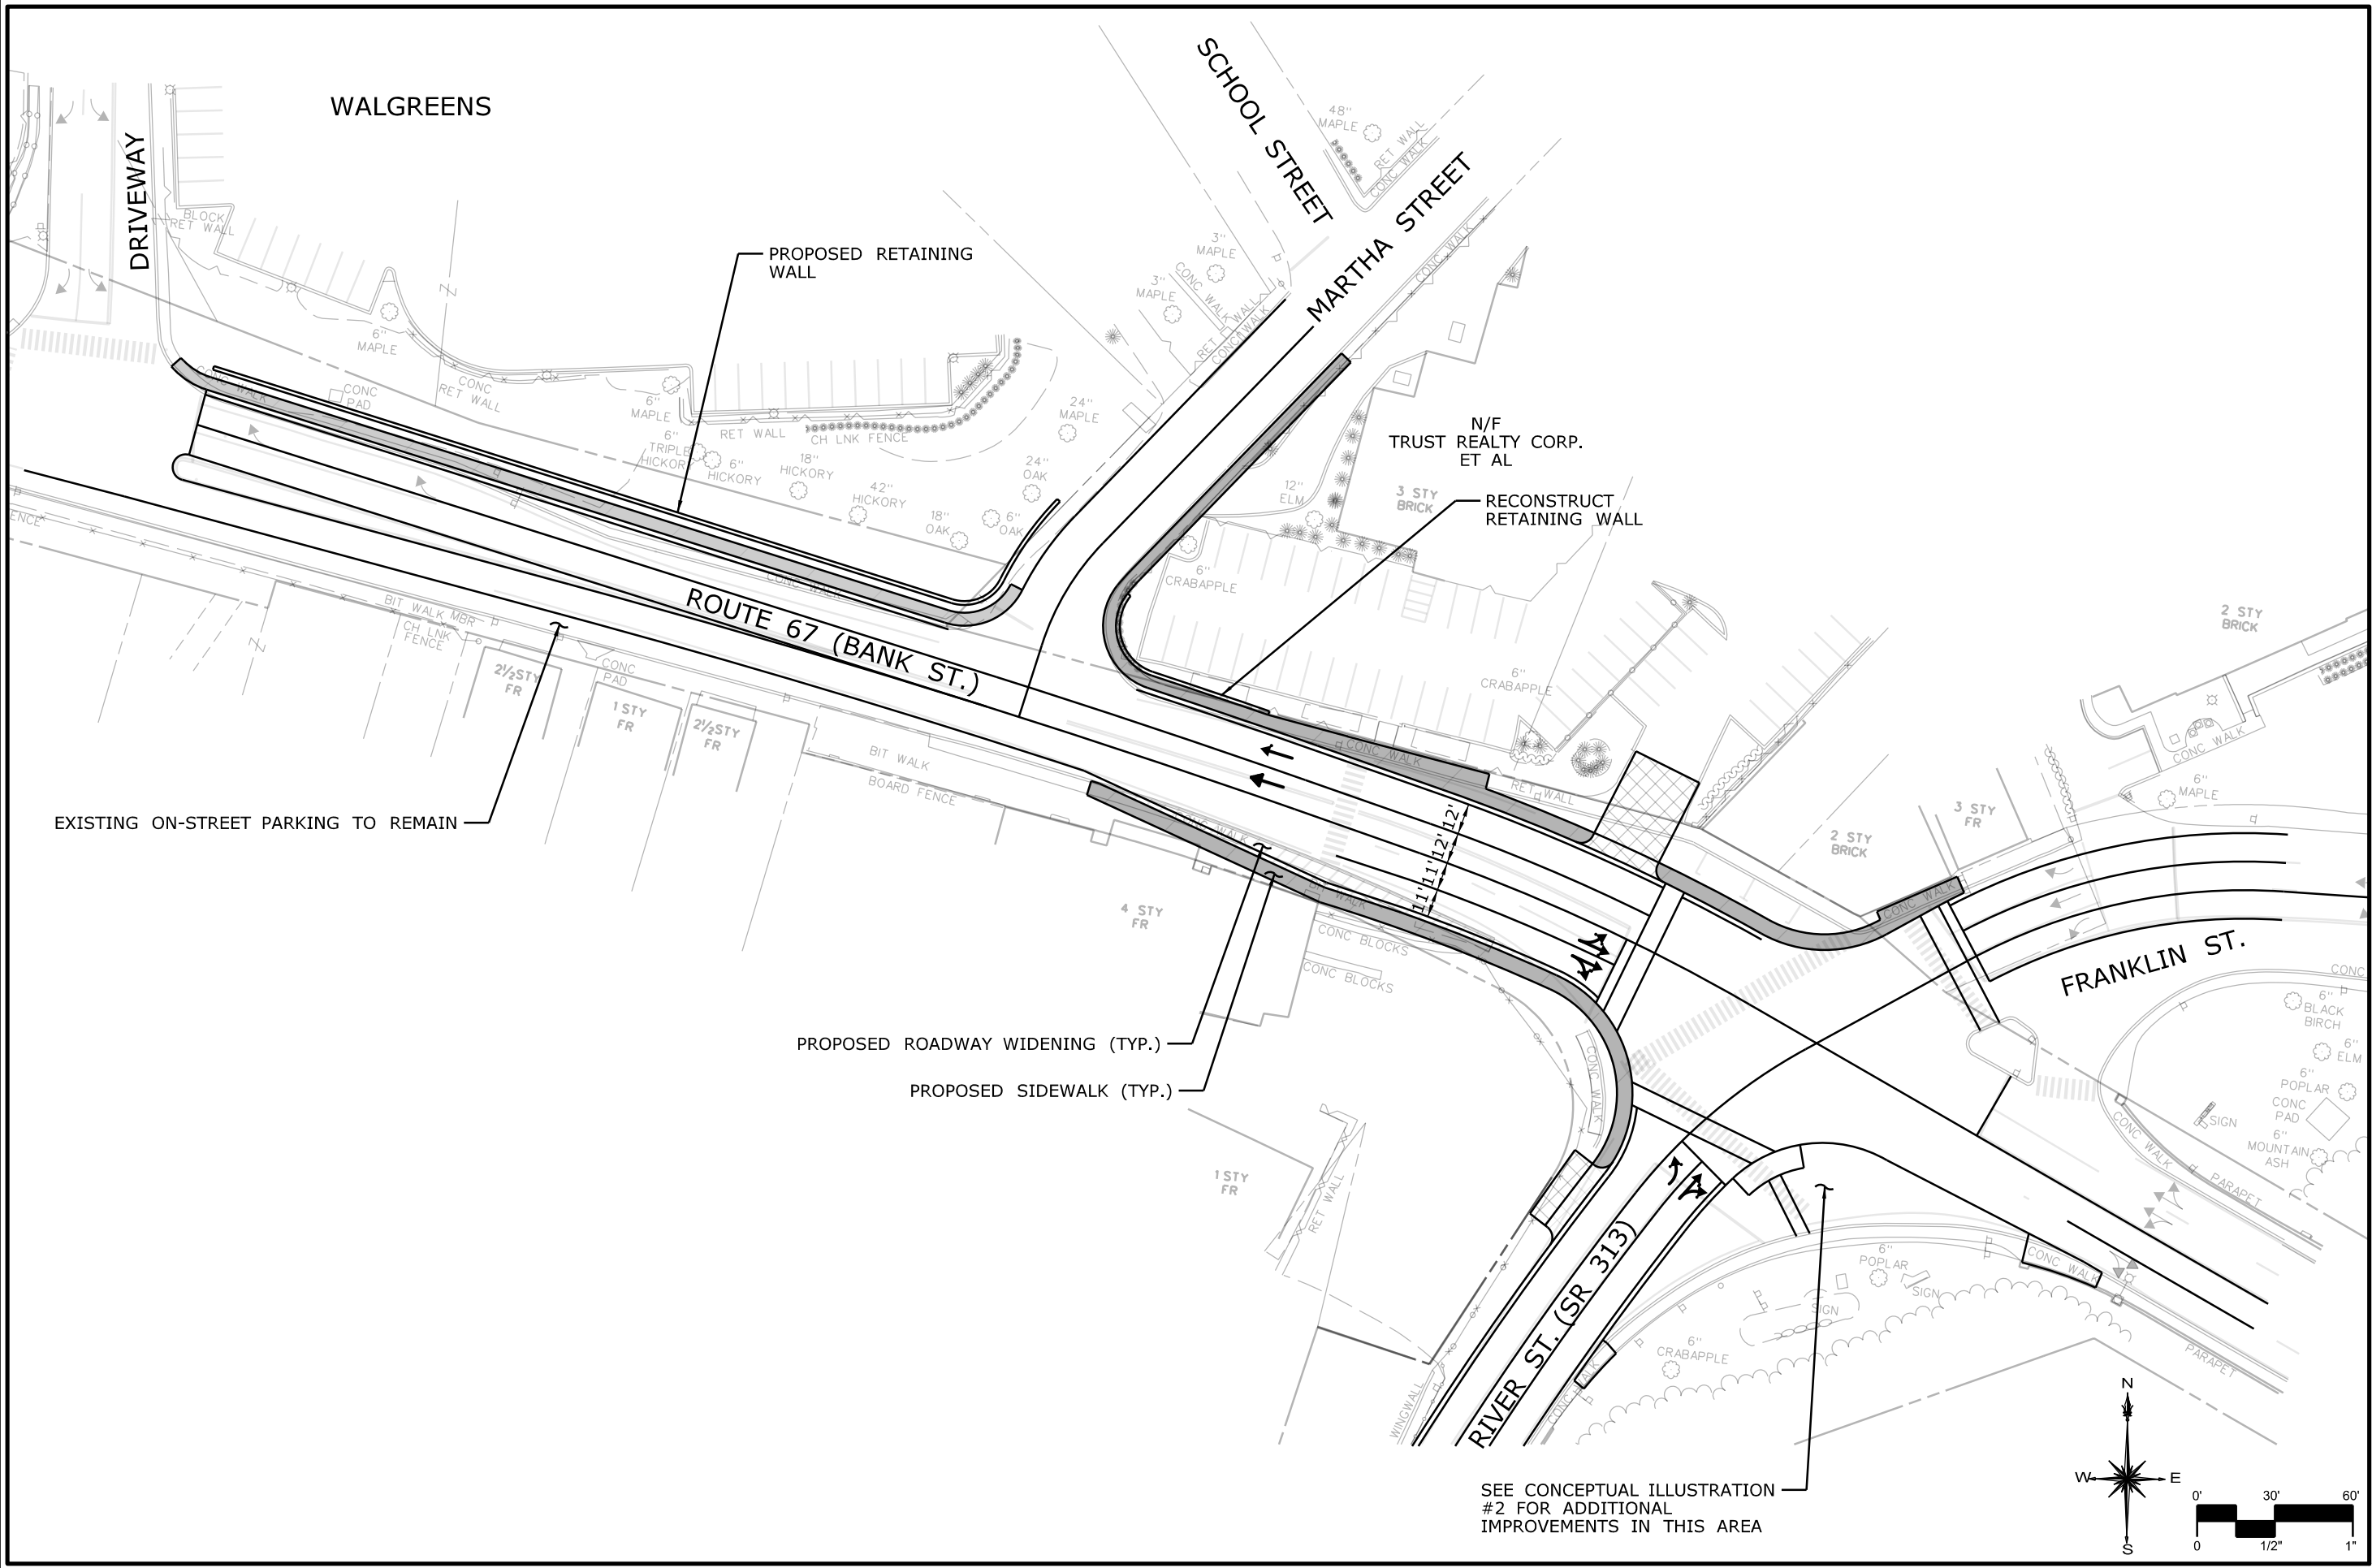 WALGREENS
DRIVEWAY
BLOCK
RET WALL
SCHOOL STREET
48"
MAPLE
RET WALL
CONC WALK
MARTHA STREET
CONC WALK
3"
MAPLE
CONC WALK
3"
MAPLE
RET WALL
CONC WALK
PROPOSED RETAINING
WALL
6"
MAPLE
CONC WALK
CONC
PAD
CONC
RET WALL
6"
MAPLE
RET WALL
CH LNK FENCE
24"
MAPLE
6"
TRIPLE
HICKORY
6"
HICKORY
18"
HICKORY
42"
HICKORY
18"
OAK
6"
OAK
24"
OAK
N/F
TRUST REALTY CORP.
ET AL
12"
ELM
3 STY
BRICK
RECONSTRUCT
RETAINING WALL
6"
CRABAPPLE
6"
CRABAPPLE
CONC WALK
ROUTE 67 (BANK ST.)
BIT WALK MBR
CH LNK
FENCE
2½STY
FR
CONC
PAD
1 STY
FR
2½STY
FR
BIT WALK
BOARD FENCE
EXISTING ON-STREET PARKING TO REMAIN
CONC WALK
RET WALL
12'
12'
11'
11'
CONC WALK
BIT WALK
CONC BLOCKS
CONC BLOCKS
4 STY
FR
2 STY
BRICK
CONC WALK
6"
MAPLE
3 STY
FR
2 STY
BRICK
CONC WALK
FRANKLIN ST.
CONC
6"
BLACK
BIRCH
6"
ELM
6"
POPLAR
CONC
PAD
6"
MOUNTAIN
ASH
SIGN
CONC WALK
PARAPET
PROPOSED ROADWAY WIDENING (TYP.)
PROPOSED SIDEWALK (TYP.)
CONC WALK
1 STY
FR
RET WALL
RIVER ST. (SR 313)
WINGWALL
CONC WALK
6"
POPLAR
SIGN
SIGN
6"
CRABAPPLE
CONC WALK
PARAPET
SEE CONCEPTUAL ILLUSTRATION
#2 FOR ADDITIONAL
IMPROVEMENTS IN THIS AREA
N
W
E
S
0' 30' 60'
0 1/2" 1"